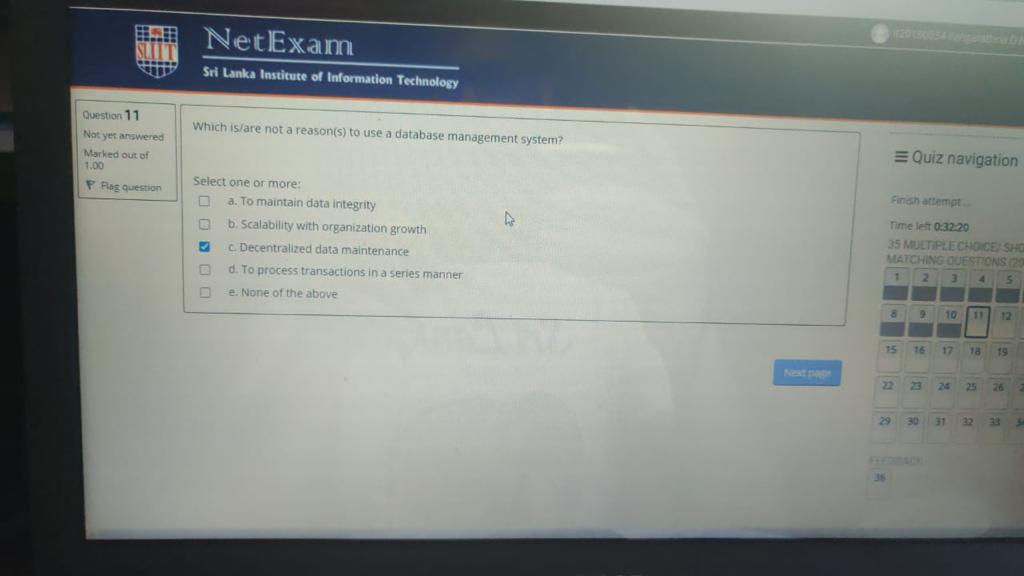 SLIIT
NetExam
Sri Lanka Institute of Information Technology
Question 11
Not yet answered
Marked out of
1.00
Flag question
Which is/are not a reason(s) to use a database management system?
Select one or more:
a. To maintain data integrity
b. Scalability with organization growth
c. Decentralized data maintenance
d. To process transactions in a series manner
e. None of the above
Next page
Quiz navigation
Finish attempt ...
Time left 0:32:20
35 MULTIPLE CHOICE/ SHO
MATCHING QUESTIONS (20
1 2 3 4 5
8 9 10 11 12
15 16 17 18 19
22 23 24 25 26
29 30 31 32 33
FEEDBACK
36